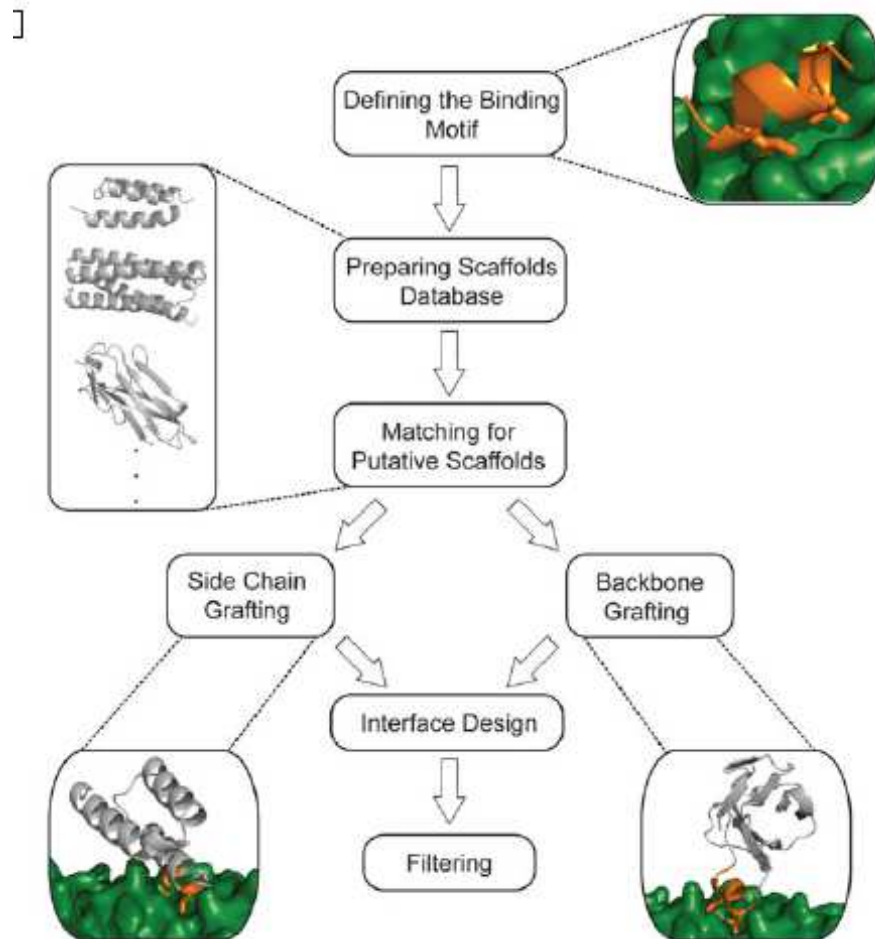 ]
Defining the Binding
Motif
Preparing Scaffolds
Database
Matching for
Putative Scaffolds
Side Chain
Grafting
Backbone
Grafting
Interface Design
Filtering